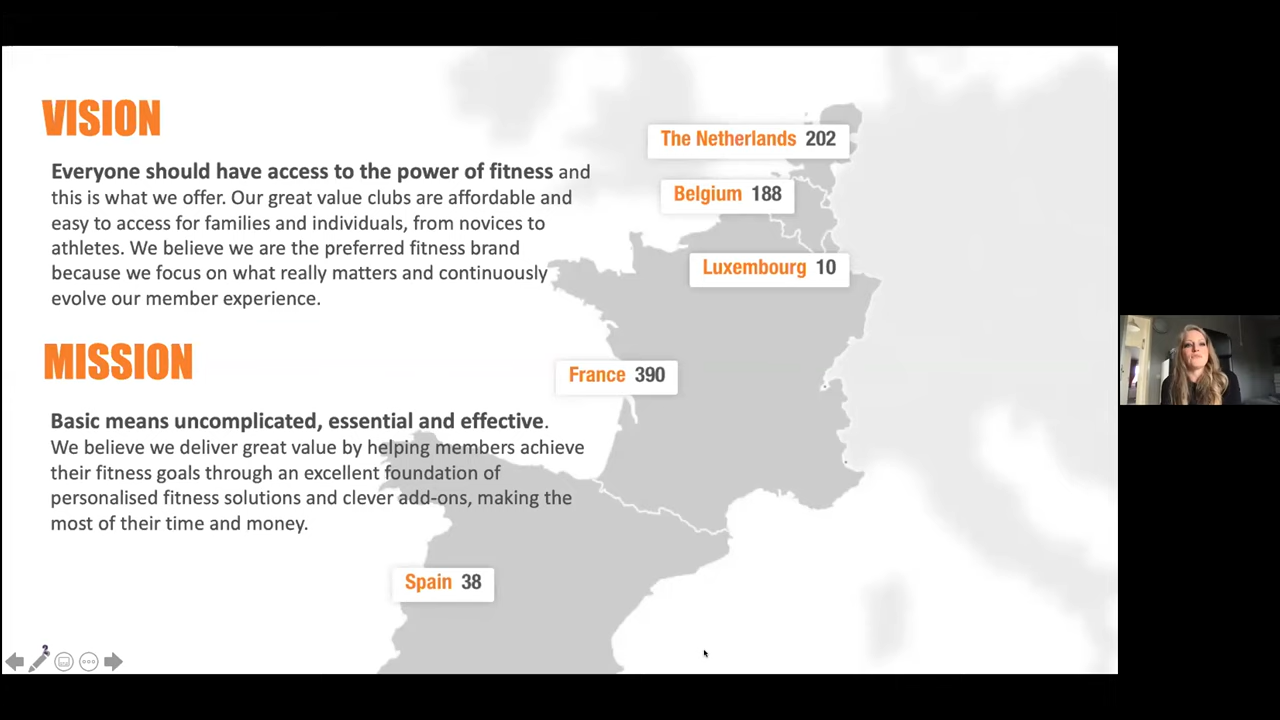 VISION
Everyone should have access to the power of fitness and
this is what we offer. Our great value clubs are affordable and
easy to access for families and individuals, from novices to
athletes. We believe we are the preferred fitness brand
because we focus on what really matters and continuously
evolve our member experience.
MISSION
Basic means uncomplicated, essential and effective.
We believe we deliver great value by helping members achieve
their fitness goals through an excellent foundation of
personalised fitness solutions and clever add-ons, making the
most of their time and money.
The Netherlands 202
Belgium 188
Luxembourg 10
France 390
Spain 38
2